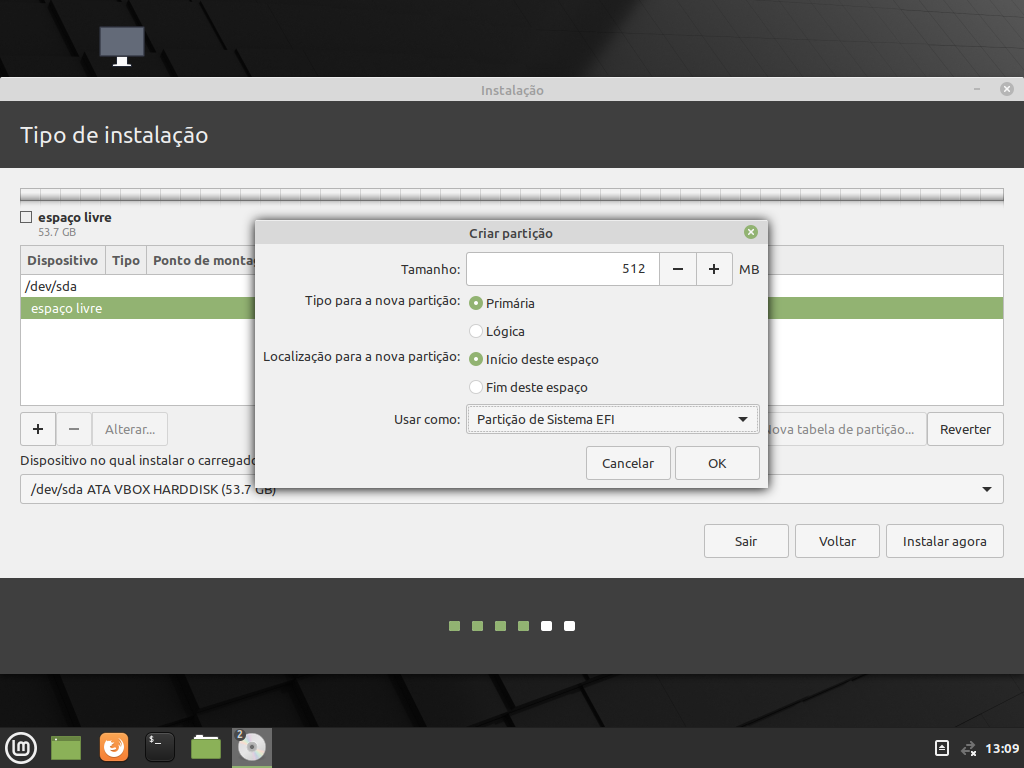 Instalação
Tipo de instalação
espaço livre
53.7 GB
Criar partição
Dispositivo Tipo Ponto de
Tamanho: 512 MB
/dev/sda
Tipo para a nova partição: Primária
espaço livre
Lógica
Localização para a nova partição: Início deste espaço
Fim deste espaço
Usar como: Partição de Sistema EFI
+ − Alterar...
Nova tabela de partição... Reverter
Cancelar OK
Dispositivo no qual instalar o
/dev/sda ATA VBOX HARDDISK (53.7 GB)
Sair Voltar Instalar agora
2
$_
13:09